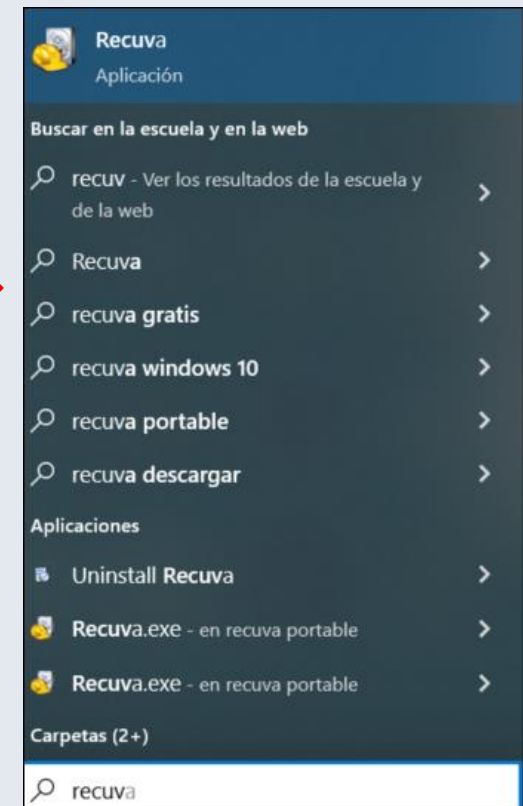 Recuva
Aplicación
Buscar en la escuela y en la web
recuv - Ver los resultados de la escuela y
de la web
Recuva
recuva gratis
recuva windows 10
recuva portable
recuva descargar
Aplicaciones
Uninstall Recuva
Recuva.exe - en recuva portable
Recuva.exe - en recuva portable
Carpetas (2+)
recuva